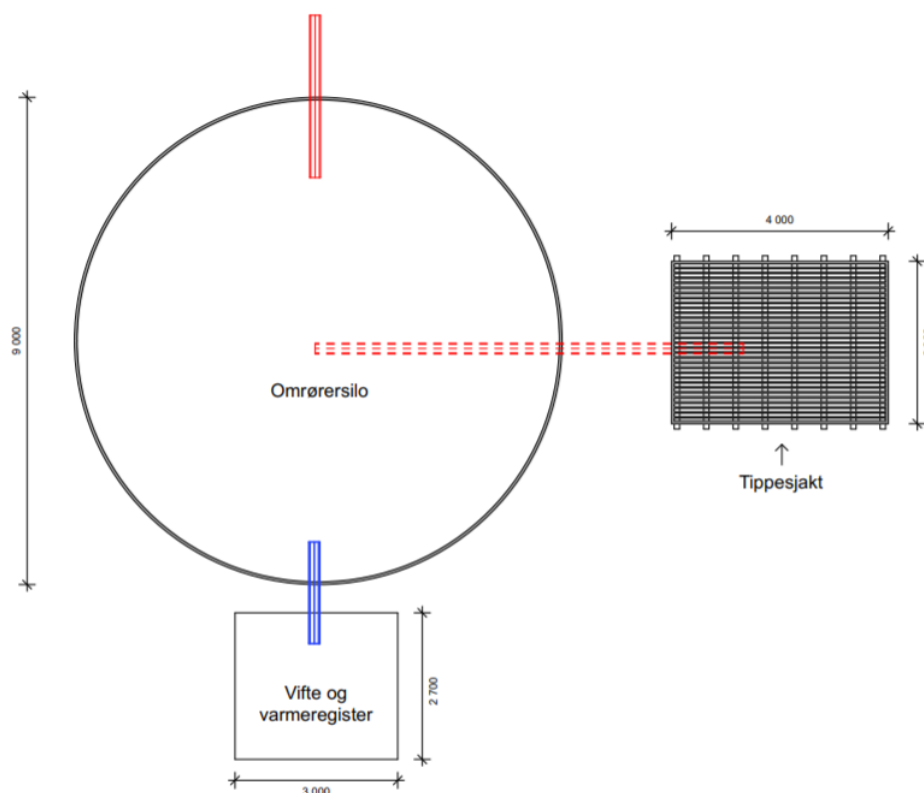 4 000
9 000
Omrørersilo
Tippesjakt
Vifte og
varmeregister
2 700
3 000